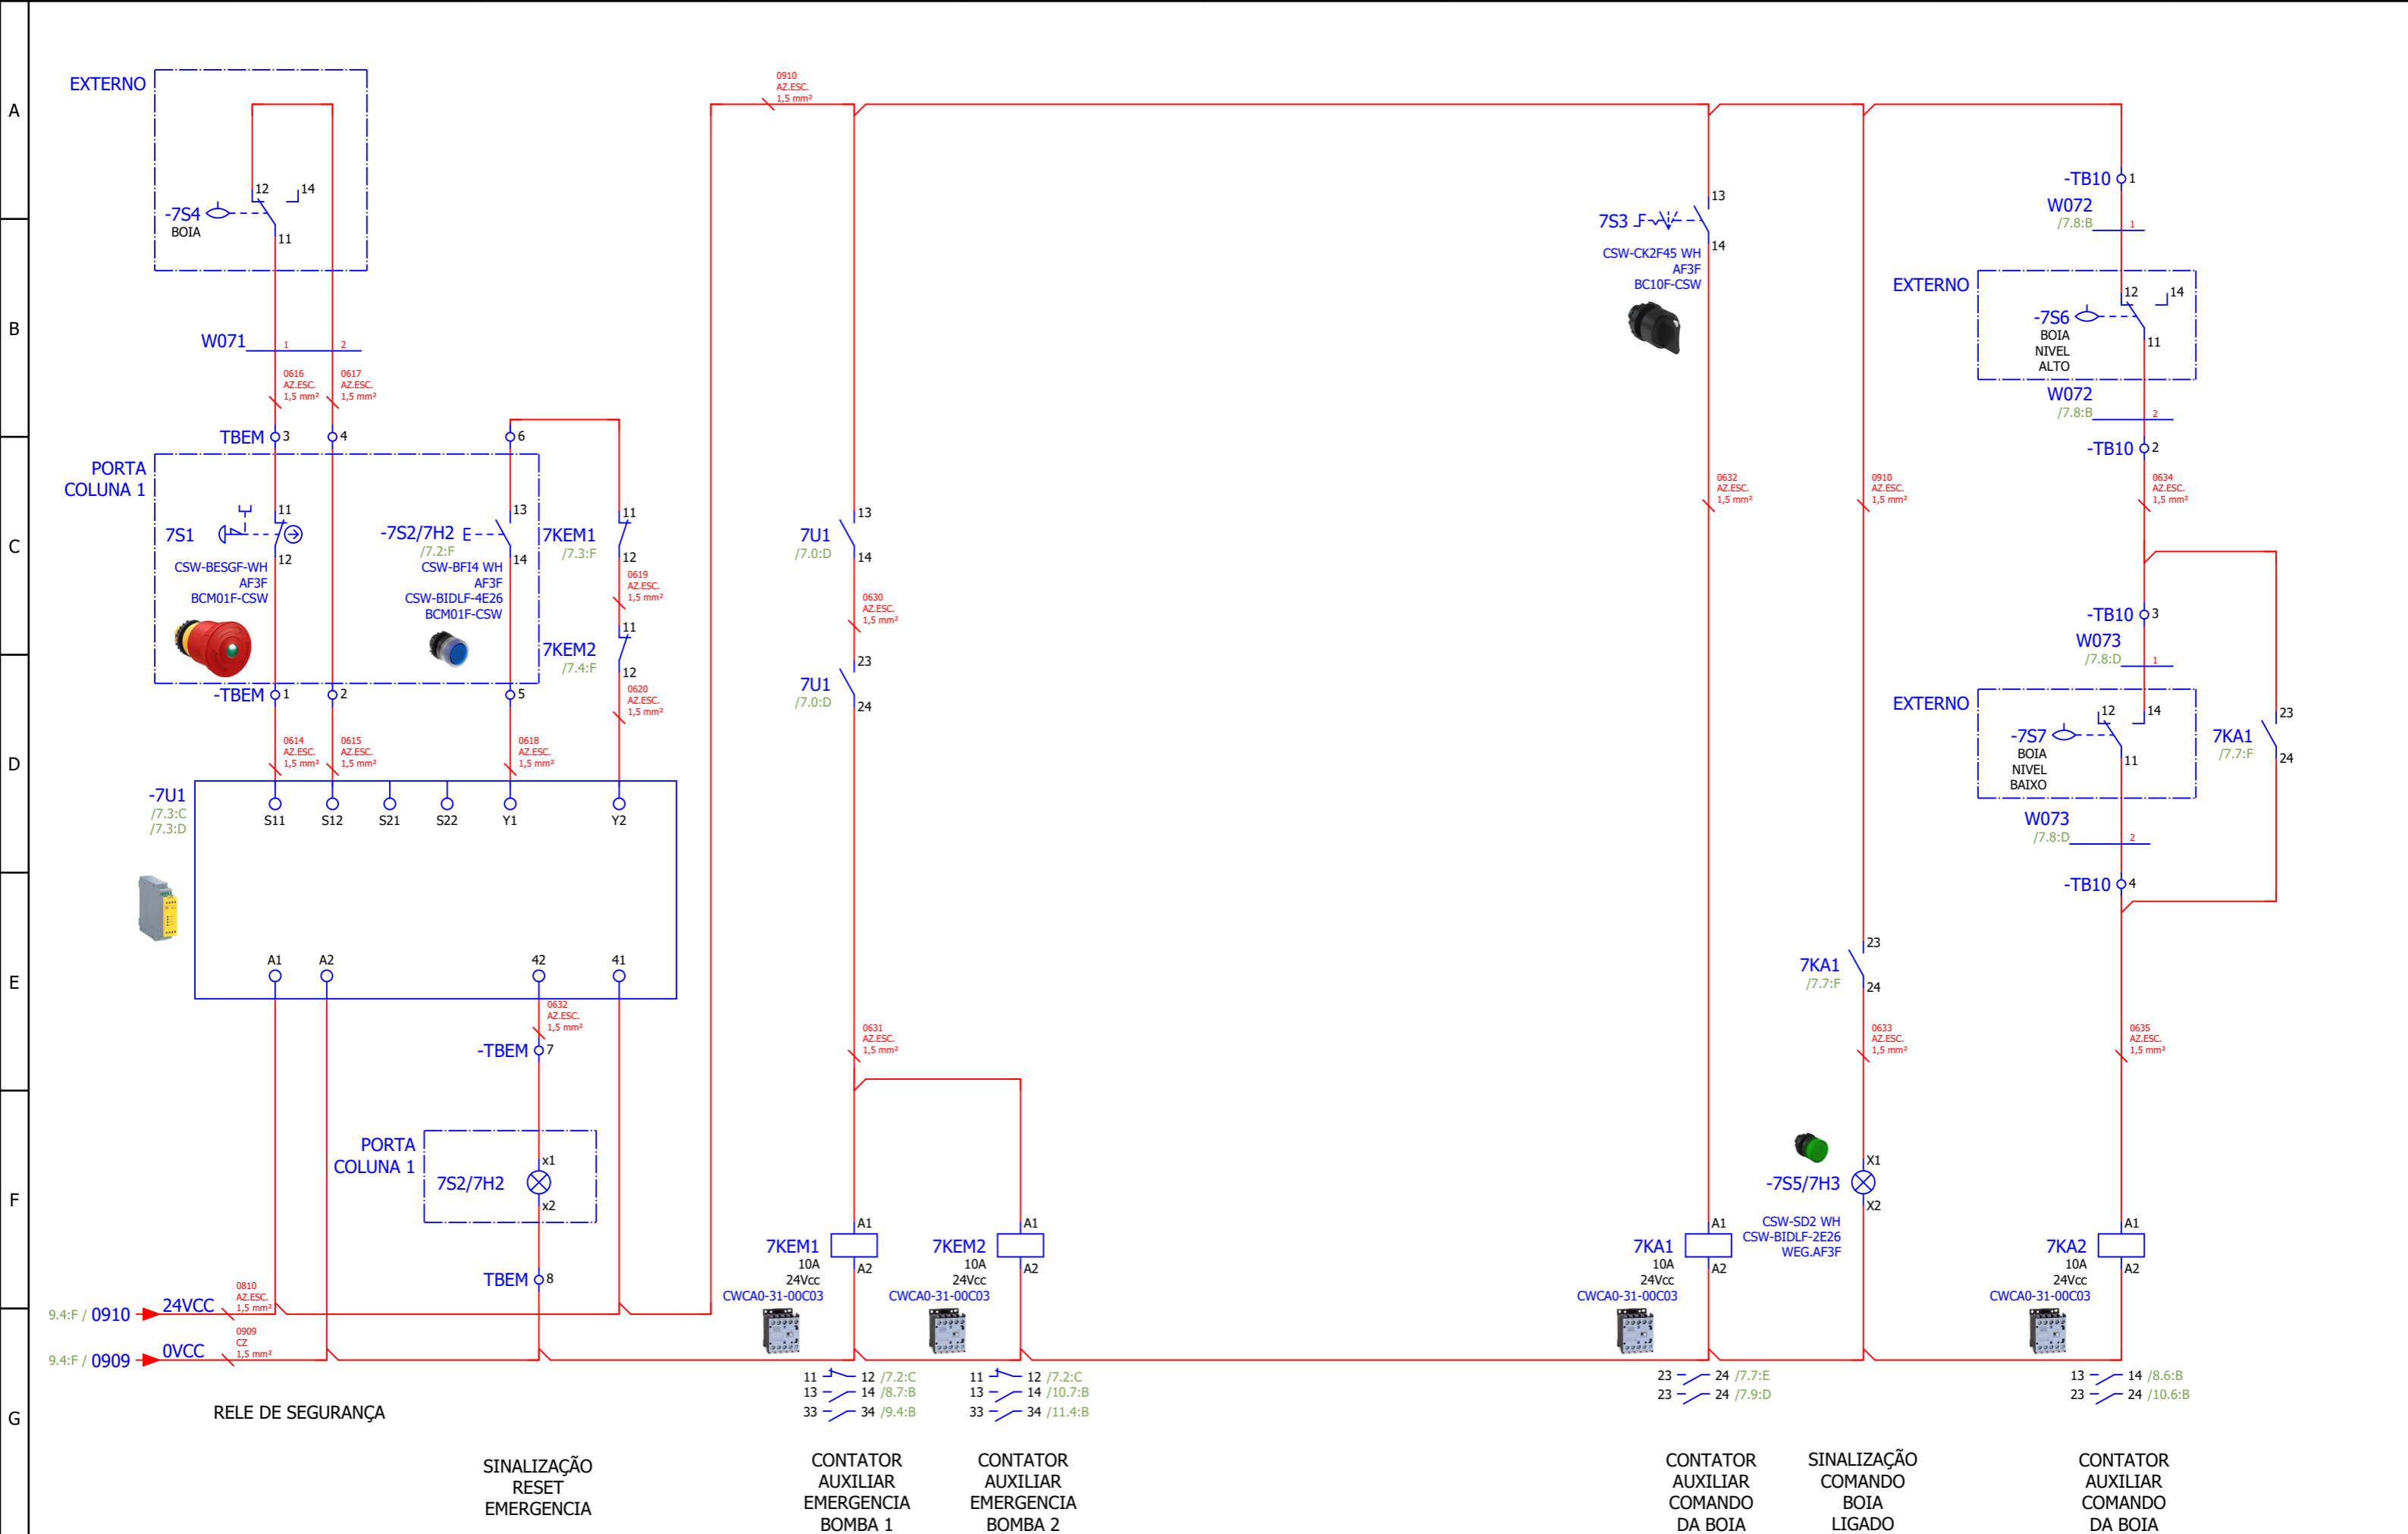 A
B
C
D
E
F
G
EXTERNO
12
14
-7S4
BOIA
11
W071
1
2
0616
AZ.ESC.
1,5 mm²
0617
AZ.ESC.
1,5 mm²
TBEM
3
4
6
PORTA
COLUNA 1
7S1
11
12
CSW-BESGF-WH
AF3F
BCM01F-CSW
-7S2/7H2
/7.2:F
13
14
CSW-BFI4 WH
AF3F
CSW-BIDLF-4E26
BCM01F-CSW
7KEM1
/7.3:F
11
12
0619
AZ.ESC.
1,5 mm²
7KEM2
/7.4:F
11
12
0620
AZ.ESC.
1,5 mm²
-TBEM
1
2
5
0614
AZ.ESC.
1,5 mm²
0615
AZ.ESC.
1,5 mm²
0618
AZ.ESC.
1,5 mm²
-7U1
/7.3:C
/7.3:D
S11
S12
S21
S22
Y1
Y2
A1
A2
42
41
0632
AZ.ESC.
1,5 mm²
-TBEM
7
PORTA
COLUNA 1
7S2/7H2
x1
x2
TBEM
8
9.4:F / 0910
24VCC
0810
AZ.ESC.
1,5 mm²
9.4:F / 0909
0VCC
0909
CZ
1,5 mm²
RELE DE SEGURANÇA
SINALIZAÇÃO
RESET
EMERGENCIA
0910
AZ.ESC.
1,5 mm²
7U1
/7.0:D
13
14
0630
AZ.ESC.
1,5 mm²
7U1
/7.0:D
23
24
0631
AZ.ESC.
1,5 mm²
7KEM1
10A
24Vcc
CWCA0-31-00C03
A1
A2
11 12 /7.2:C
13 14 /8.7:B
33 34 /9.4:B
CONTATOR
AUXILIAR
EMERGENCIA
BOMBA 1
7KEM2
10A
24Vcc
CWCA0-31-00C03
A1
A2
11 12 /7.2:C
13 14 /10.7:B
33 34 /11.4:B
CONTATOR
AUXILIAR
EMERGENCIA
BOMBA 2
7S3
13
14
CSW-CK2F45 WH
AF3F
BC10F-CSW
0632
AZ.ESC.
1,5 mm²
7KA1
10A
24Vcc
CWCA0-31-00C03
A1
A2
23 24 /7.7:E
23 24 /7.9:D
CONTATOR
AUXILIAR
COMANDO
DA BOIA
0910
AZ.ESC.
1,5 mm²
7KA1
/7.7:F
23
24
0633
AZ.ESC.
1,5 mm²
-7S5/7H3
X1
X2
CSW-SD2 WH
CSW-BIDLF-2E26
WEG.AF3F
SINALIZAÇÃO
COMANDO
BOIA
LIGADO
-TB10
1
W072
/7.8:B
1
EXTERNO
12
14
-7S6
BOIA
NIVEL
ALTO
11
W072
/7.8:B
2
-TB10
2
0634
AZ.ESC.
1,5 mm²
-TB10
3
W073
/7.8:D
1
EXTERNO
12
14
-7S7
BOIA
NIVEL
BAIXO
11
7KA1
/7.7:F
23
24
W073
/7.8:D
2
-TB10
4
0635
AZ.ESC.
1,5 mm²
7KA2
10A
24Vcc
CWCA0-31-00C03
A1
A2
13 14 /8.6:B
23 24 /10.6:B
CONTATOR
AUXILIAR
COMANDO
DA BOIA